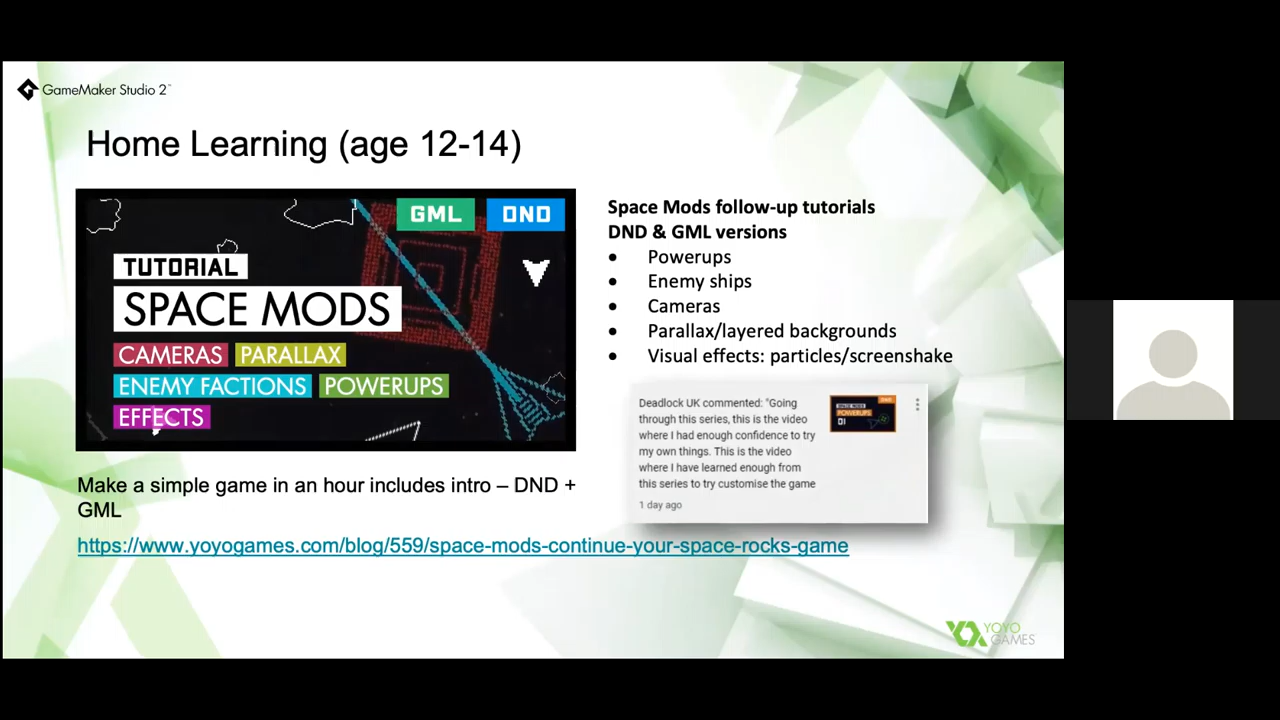 GameMaker Studio 2™
Home Learning (age 12-14)
GML DND
TUTORIAL
SPACE MODS
CAMERAS PARALLAX
ENEMY FACTIONS POWERUPS
EFFECTS
Make a simple game in an hour includes intro – DND +
GML
https://www.yoyogames.com/blog/559/space-mods-continue-your-space-rocks-game
Space Mods follow-up tutorials
DND & GML versions
• Powerups
• Enemy ships
• Cameras
• Parallax/layered backgrounds
• Visual effects: particles/screenshake
Deadlock UK commented: "Going
through this series, this is the video
where I had enough confidence to try
my own things. This is the video
where I have learned enough from
this series to try customise the game
1 day ago
SPACE MODS
POWERUPS
YOYO
GAMES